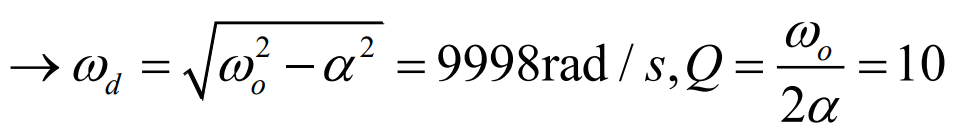 → ω_d = √(ω_o² − α²) = 9998rad / s, Q = ω_o / 2α = 10